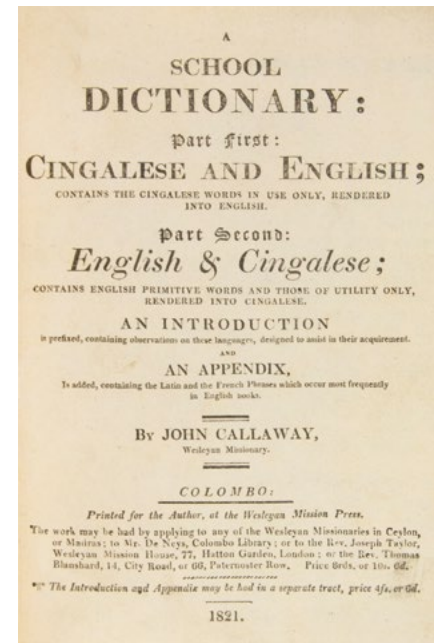 A
SCHOOL
DICTIONARY:
Part First:
CINGALESE AND ENGLISH;
CONTAINS THE CINGALESE WORDS IN USE ONLY, RENDERED
INTO ENGLISH.
Part Second:
English & Cingalese;
CONTAINS ENGLISH PRIMITIVE WORDS AND THOSE OF UTILITY ONLY,
RENDERED INTO CINGALESE.
AN INTRODUCTION
is prefixed, containing observations on these languages, designed to assist in their acquirement.
AND
AN APPENDIX,
Is added, containing the Latin and the French Phrases which occur most frequently
in English books.
BY JOHN CALLAWAY,
Wesleyan Missionary.
COLOMBO:
Printed for the Author, at the Wesleyan Mission Press.
The work may be had by applying to any of the Wesleyan Missionaries in Ceylon,
or Madras; to Mr. De Neys, Colombo Library; or to the Rev. Joseph Taylor,
Wesleyan Mission House, 77, Hatton Garden, London; or the Rev. Thomas
Blanshard, 14, City Road, or 66, Paternoster Row. Price 6rds. or 10s. 6d.
The Introduction and Appendix may be had in a separate tract, price
1821.